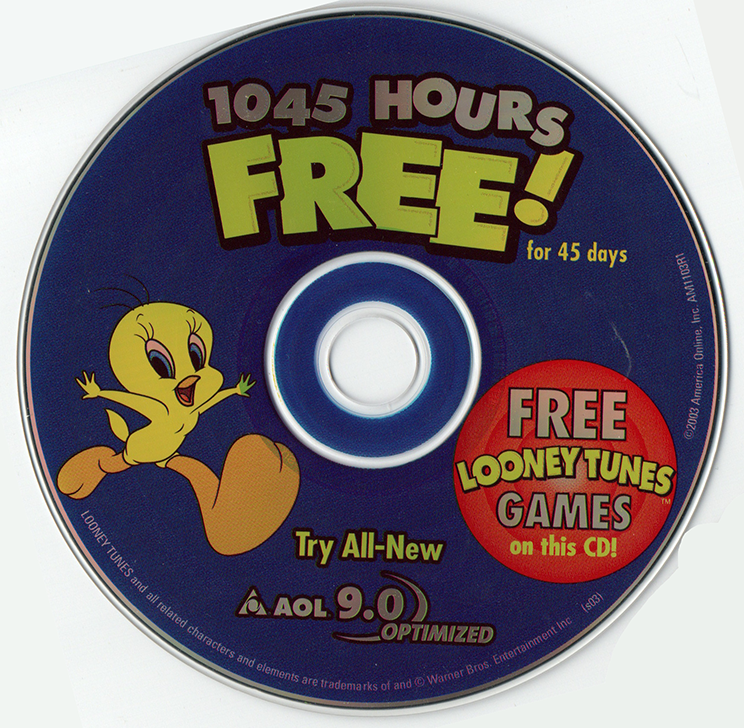 1045 HOURS
FREE!
for 45 days
FREE
LOONEY TUNES
™
GAMES
on this CD!
Try All-New
AOL 9.0
OPTIMIZED
LOONEY TUNES and all related characters and elements are trademarks of and © Warner Bros. Entertainment Inc (s03)
©2003 America Online, Inc. AM1103R1